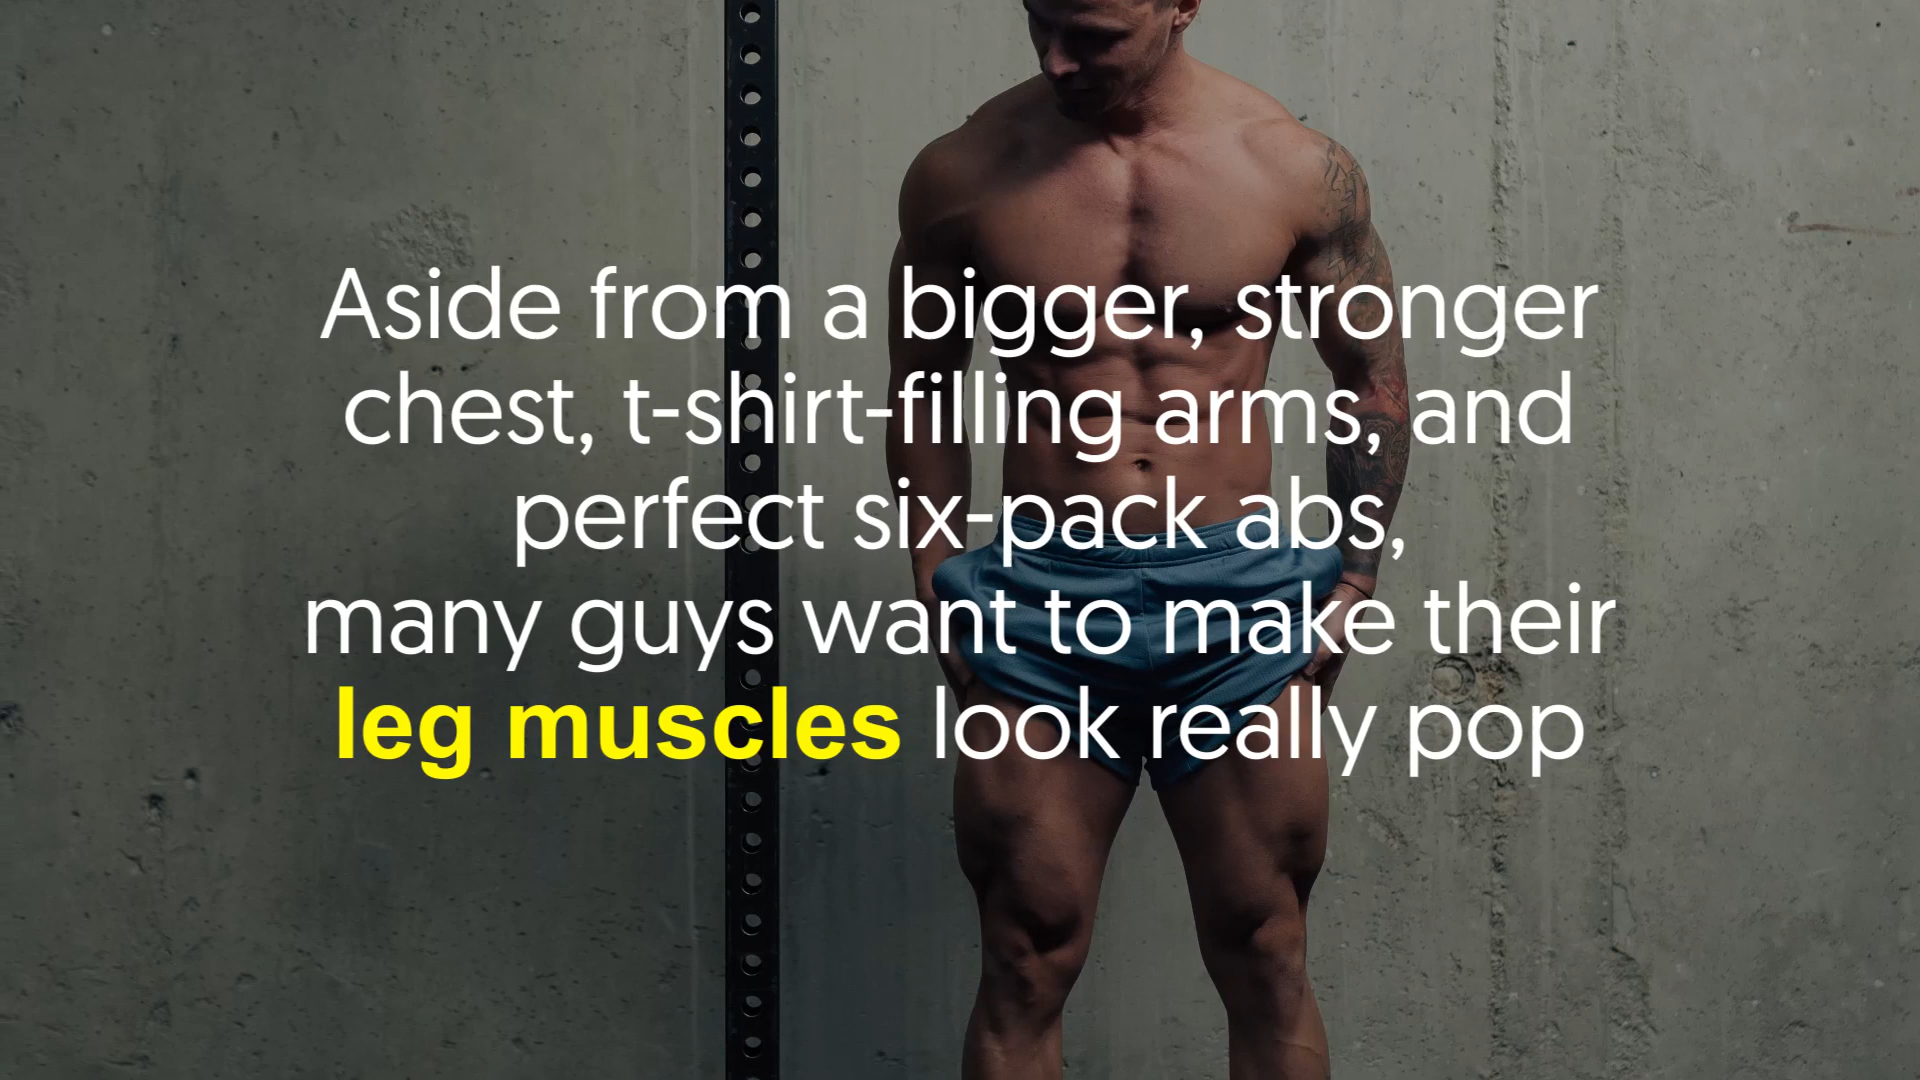 Aside from a bigger, stronger
chest, t-shirt-filling arms, and
perfect six-pack abs,
many guys want to make their
leg muscles look really pop